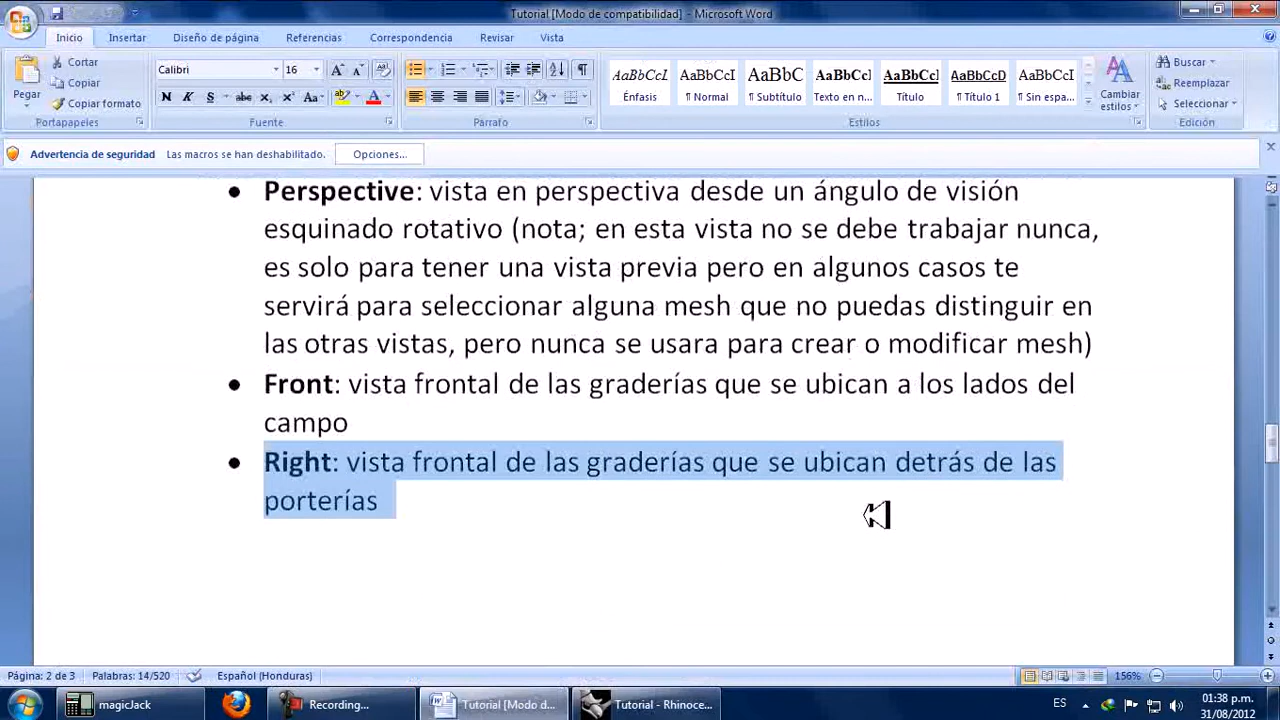 Tutorial [Modo de compatibilidad] - Microsoft Word
Inicio Insertar Diseño de página Referencias Correspondencia Revisar Vista
Pegar
Cortar
Copiar
Copiar formato
Portapapeles
Calibri 16
N K S abc x₂ x² Aa
Fuente
Párrafo
AaBbCcL AaBbCcI AaBbC AaBbCcI AaBbCcI AaBbCcD AaBbCcI
Énfasis ¶ Normal ¶ Subtítulo Texto en n... Título ¶ Título 1 ¶ Sin espa...
Cambiar estilos
Estilos
Buscar
Reemplazar
Seleccionar
Edición
Advertencia de seguridad Las macros se han deshabilitado. Opciones...
• Perspective: vista en perspectiva desde un ángulo de visión
esquinado rotativo (nota; en esta vista no se debe trabajar nunca,
es solo para tener una vista previa pero en algunos casos te
servirá para seleccionar alguna mesh que no puedas distinguir en
las otras vistas, pero nunca se usara para crear o modificar mesh)
• Front: vista frontal de las graderías que se ubican a los lados del
campo
• Right: vista frontal de las graderías que se ubican detrás de las
porterías
Página: 2 de 3 Palabras: 14/520 Español (Honduras) 156%
magicJack Recording... Tutorial [Modo d... Tutorial - Rhinoce... ES 01:38 p.m.
31/08/2012